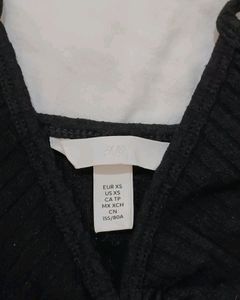 H&M
EUR XS
US XS
CA TP
MX XCH
CN
155/80A